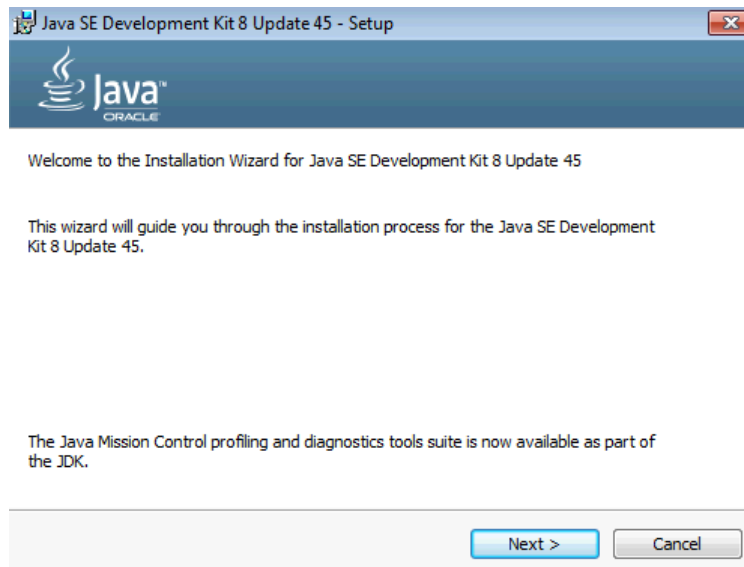 Java SE Development Kit 8 Update 45 - Setup
Java™
ORACLE
Welcome to the Installation Wizard for Java SE Development Kit 8 Update 45
This wizard will guide you through the installation process for the Java SE Development
Kit 8 Update 45.
The Java Mission Control profiling and diagnostics tools suite is now available as part of
the JDK.
Next >
Cancel